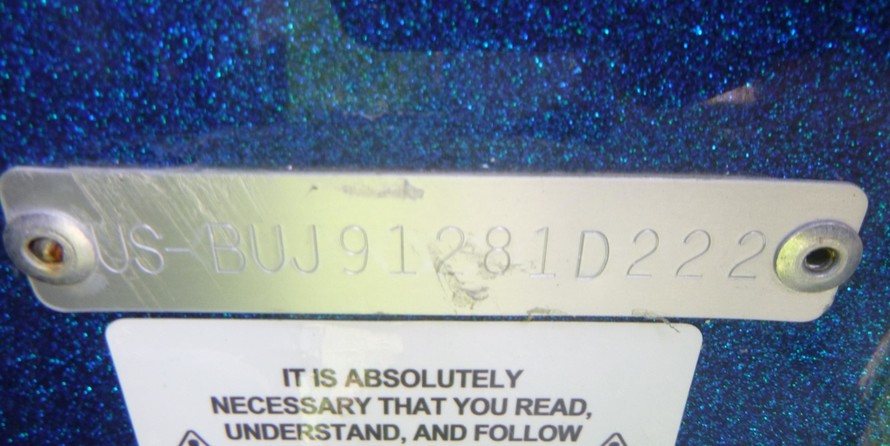 US-BUJ91281D222
IT IS ABSOLUTELY
NECESSARY THAT YOU READ,
UNDERSTAND, AND FOLLOW